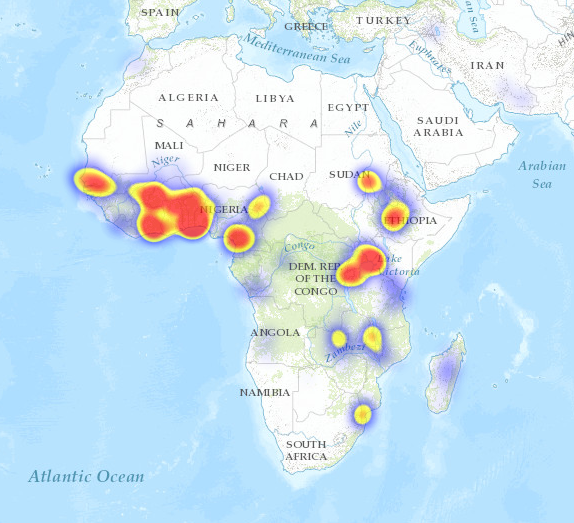 SPAIN
GREECE
TURKEY
Mediterranean Sea
Euphrates
IRAN
ALGERIA
LIBYA
EGYPT
SAHARA
Nile
SAUDI
ARABIA
MALI
Niger
NIGER
CHAD
SUDAN
Arabian
Sea
NIGERIA
ETHIOPIA
Congo
DEM. REP
OF THE
CONGO
Lake
Victoria
ANGOLA
Zambezi
NAMIBIA
SOUTH
AFRICA
Atlantic Ocean